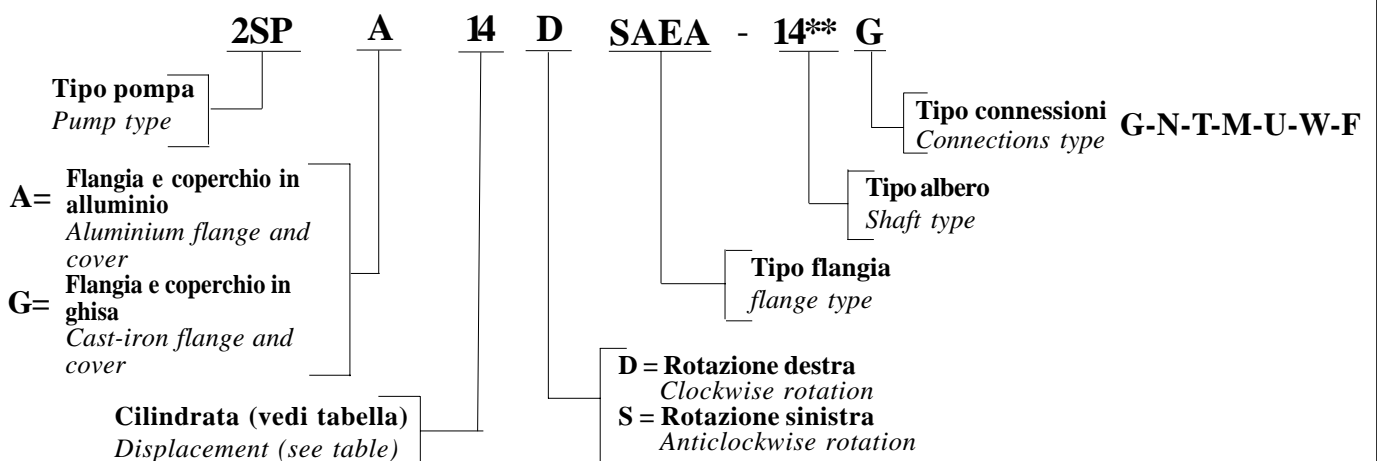 2SP A 14 D SAEA - 14** G
Tipo pompa
Pump type
Tipo connessioni
Connections type
G-N-T-M-U-W-F
A=
Flangia e coperchio in
alluminio
Aluminium flange and
cover
Tipo albero
Shaft type
G=
Flangia e coperchio in
ghisa
Cast-iron flange and
cover
Tipo flangia
flange type
D = Rotazione destra
Clockwise rotation
S = Rotazione sinistra
Anticlockwise rotation
Cilindrata (vedi tabella)
Displacement (see table)